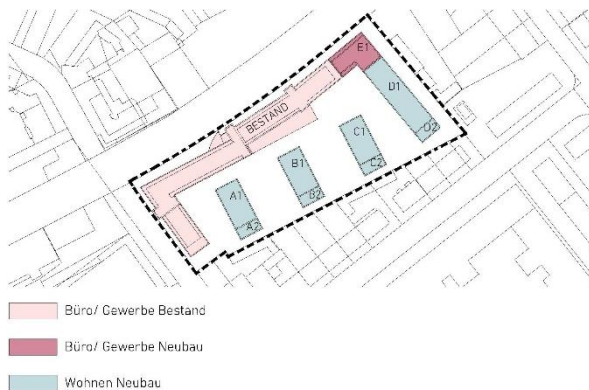 E1
D1
BESTAND
D2
C1
C2
B1
B2
A1
A2
Büro/ Gewerbe Bestand
Büro/ Gewerbe Neubau
Wohnen Neubau